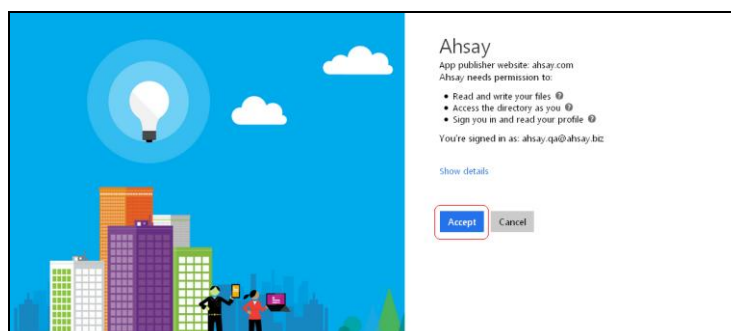 Ahsay
App publisher website: ahsay.com
Ahsay needs permission to:
• Read and write your files
• Access the directory as you
• Sign you in and read your profile
You're signed in as: ahsay.qa@ahsay.biz
Show details
Accept Cancel